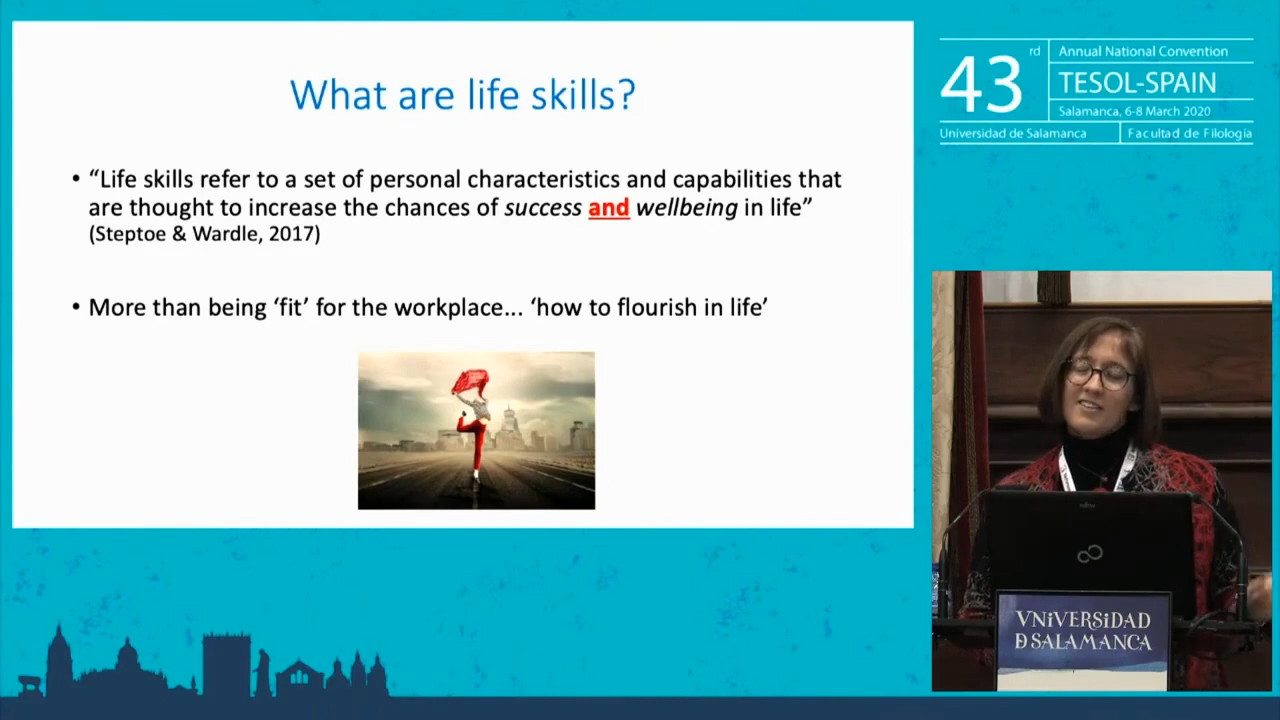 What are life skills?
• “Life skills refer to a set of personal characteristics and capabilities that
are thought to increase the chances of success and wellbeing in life”
(Steptoe & Wardle, 2017)
• More than being ‘fit’ for the workplace... ‘how to flourish in life’
43rd
Annual National Convention
TESOL-SPAIN
Salamanca, 6-8 March 2020
Universidad de Salamanca
Facultad de Filologia
VNiVERSiDAD
D SALAMANCA